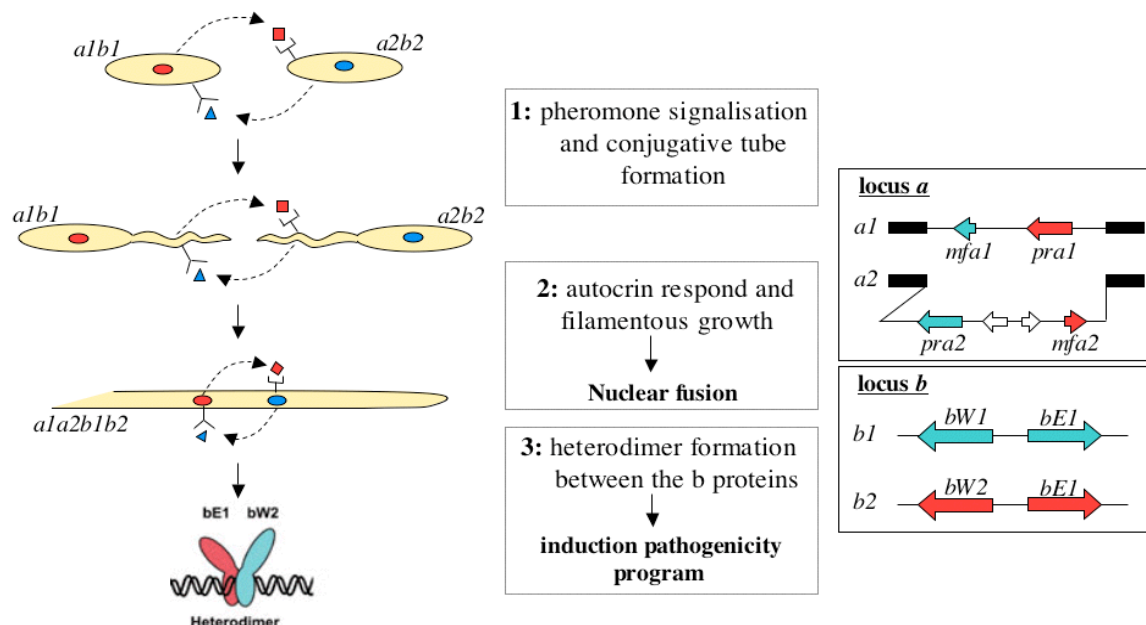 a1b1
a2b2
1: pheromone signalisation
and conjugative tube
formation
a1b1
a2b2
2: autocrin respond and
filamentous growth
Nuclear fusion
a1a2b1b2
3: heterodimer formation
between the b proteins
induction pathogenicity
program
bE1 bW2
Heterodimer
locus a
a1
mfa1 pra1
a2
pra2 mfa2
locus b
bW1 bE1
b1
bW2 bE1
b2